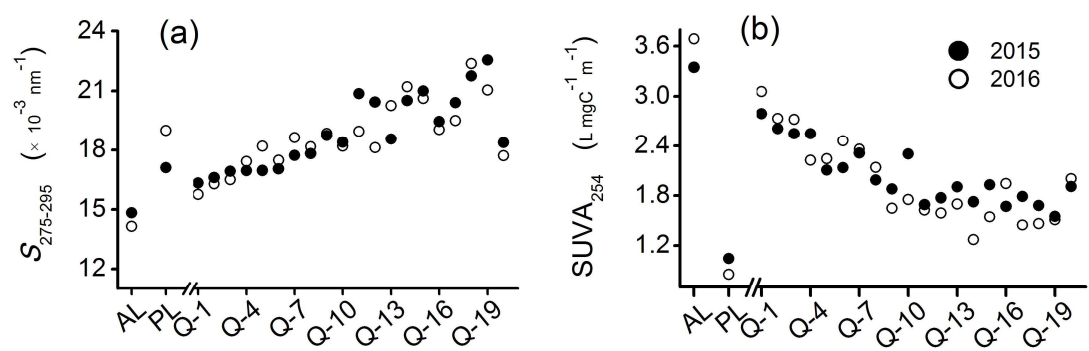 (a)
S275-295 (× 10⁻³ nm⁻¹)
24
21
18
15
12
AL PL Q-1 Q-4 Q-7 Q-10 Q-13 Q-16 Q-19
(b)
SUVA254 (L mgC⁻¹ m⁻¹)
3.6
3.0
2.4
1.8
1.2
2015
2016
AL PL Q-1 Q-4 Q-7 Q-10 Q-13 Q-16 Q-19